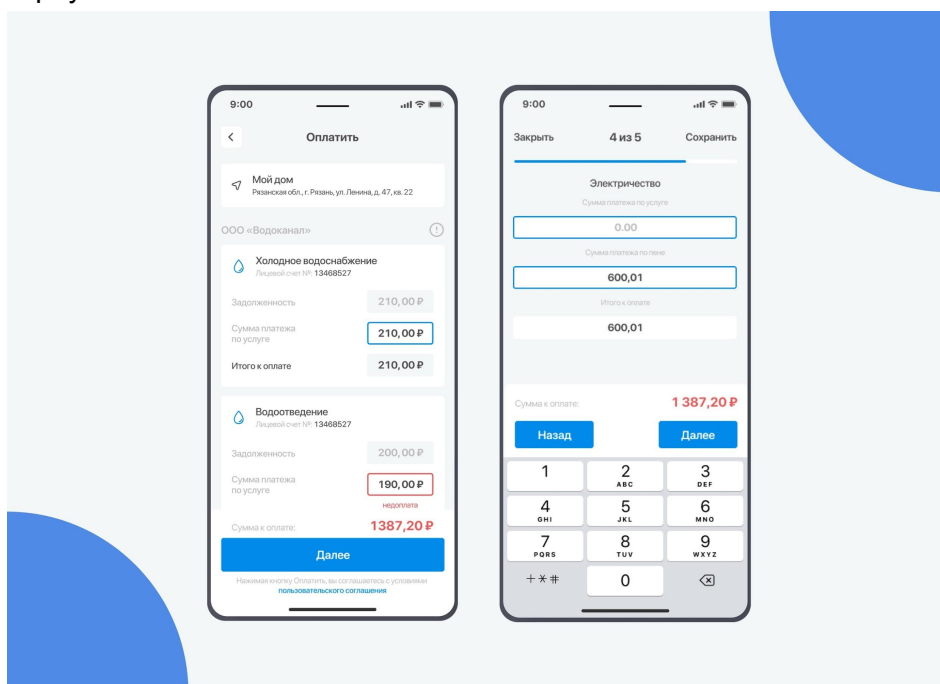 9:00
Оплатить
Мой дом
Рязанская обл., г. Рязань, ул. Ленина, д. 47, кв. 22
ООО «Водоканал»
Холодное водоснабжение
Лицевой счет №: 13468527
Задолженность
210,00 ₽
Сумма платежа
по услуге
210,00 ₽
Итого к оплате
210,00 ₽
Водоотведение
Лицевой счет №: 13468527
Задолженность
200,00 ₽
Сумма платежа
по услуге
190,00 ₽
недоплата
Сумма к оплате:
1387,20 ₽
Далее
Нажимая кнопку Оплатить, вы соглашаетесь с условиями
пользовательского соглашения
9:00
Закрыть 4 из 5 Сохранить
Электричество
Сумма платежа по услуге
0.00
Сумма платежа по пене
600,01
Итого к оплате
600,01
Сумма к оплате:
1 387,20 ₽
Назад Далее
1 2 3
ABC DEF
4 5 6
GHI JKL MNO
7 8 9
PQRS TUV WXYZ
+*# 0